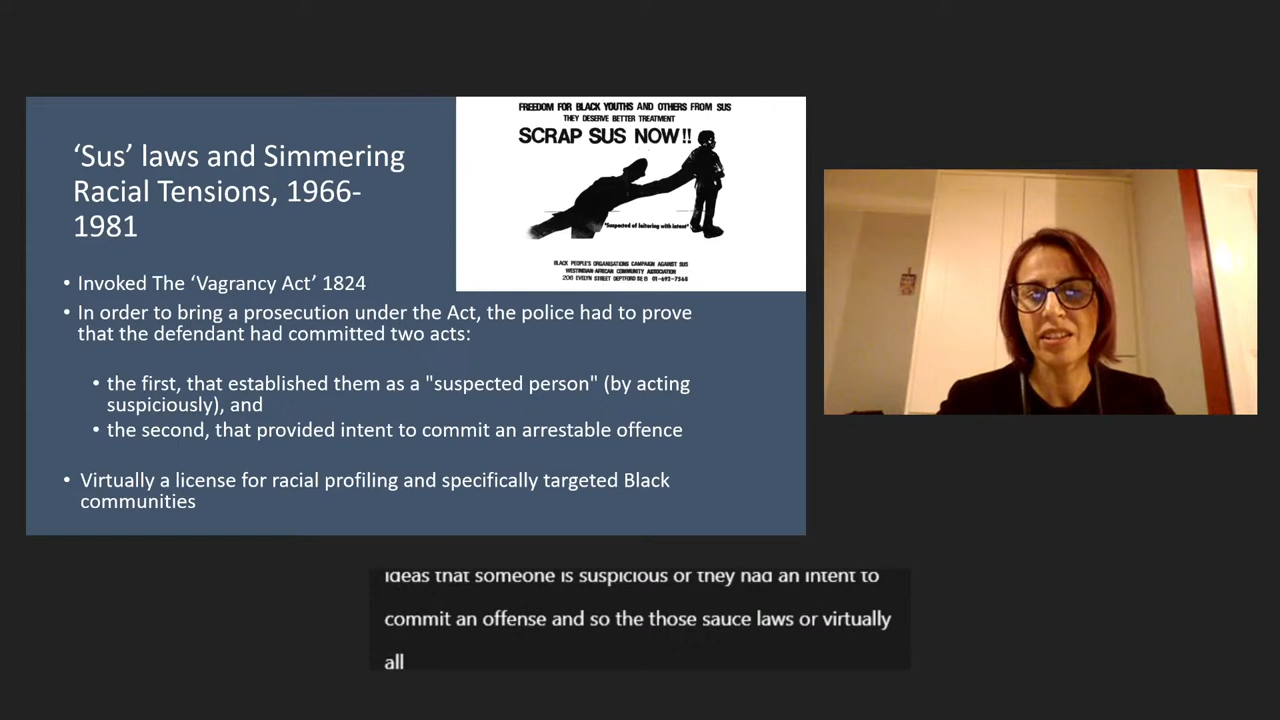 ‘Sus’ laws and Simmering
Racial Tensions, 1966-
1981
FREEDOM FOR BLACK YOUTHS AND OTHERS FROM SUS
THEY DESERVE BETTER TREATMENT
SCRAP SUS NOW!!
"Suspected of loitering with intent"
BLACK PEOPLE'S ORGANISATIONS CAMPAIGN AGAINST SUS
WESTINDIAN-AFRICAN COMMUNITY ASSOCIATION
206 EVELYN STREET DEPTFORD SE 8 01-692-7568
• Invoked The ‘Vagrancy Act’ 1824
• In order to bring a prosecution under the Act, the police had to prove
that the defendant had committed two acts:
• the first, that established them as a "suspected person" (by acting
suspiciously), and
• the second, that provided intent to commit an arrestable offence
• Virtually a license for racial profiling and specifically targeted Black
communities
ideas that someone is suspicious or they had an intent to
commit an offense and so the those sauce laws or virtually
all